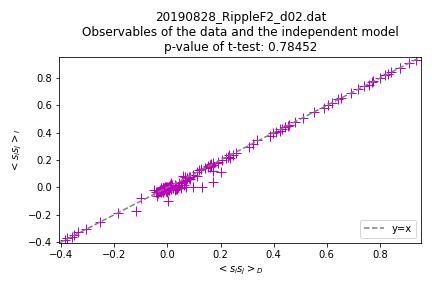 20190828_RippleF2_d02.dat
Observables of the data and the independent model
p-value of t-test: 0.78452
< s_i s_j >_I
0.8
0.6
0.4
0.2
0.0
−0.2
−0.4
y=x
−0.4 −0.2 0.0 0.2 0.4 0.6 0.8
< s_i s_j >_D